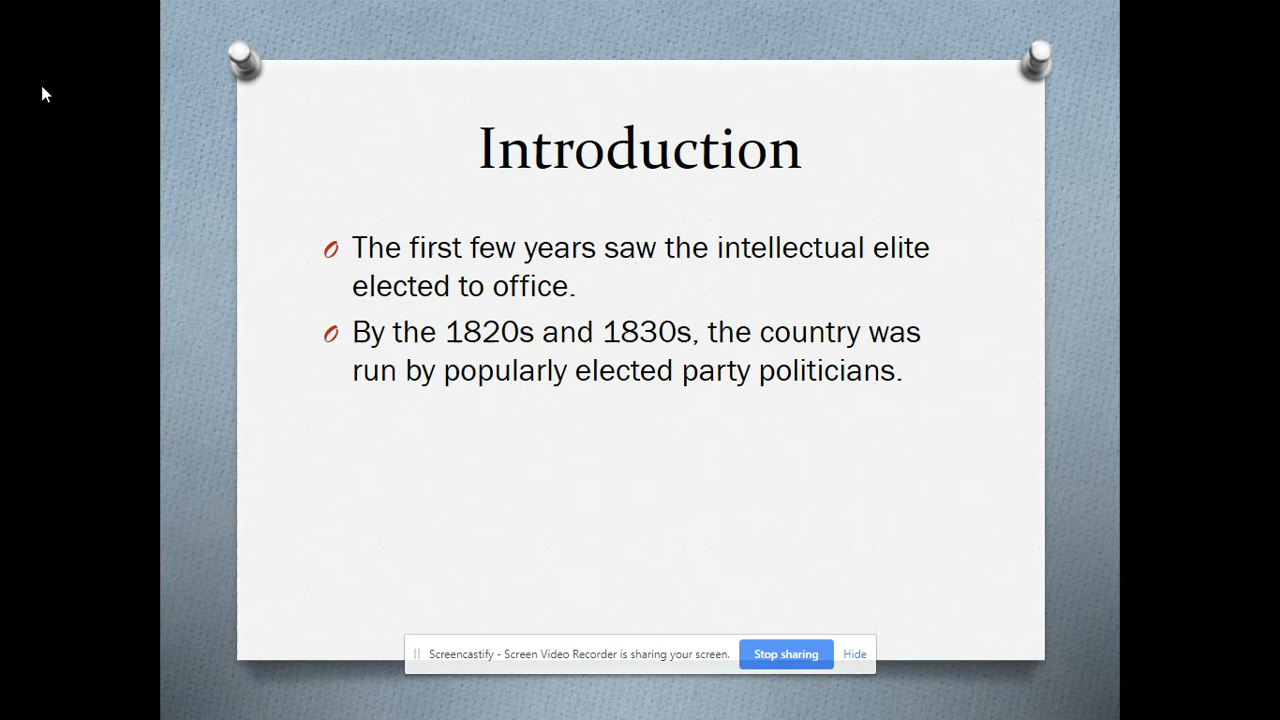 Introduction
The first few years saw the intellectual elite
elected to office.
By the 1820s and 1830s, the country was
run by popularly elected party politicians.
Screencastify - Screen Video Recorder is sharing your screen. Stop sharing Hide